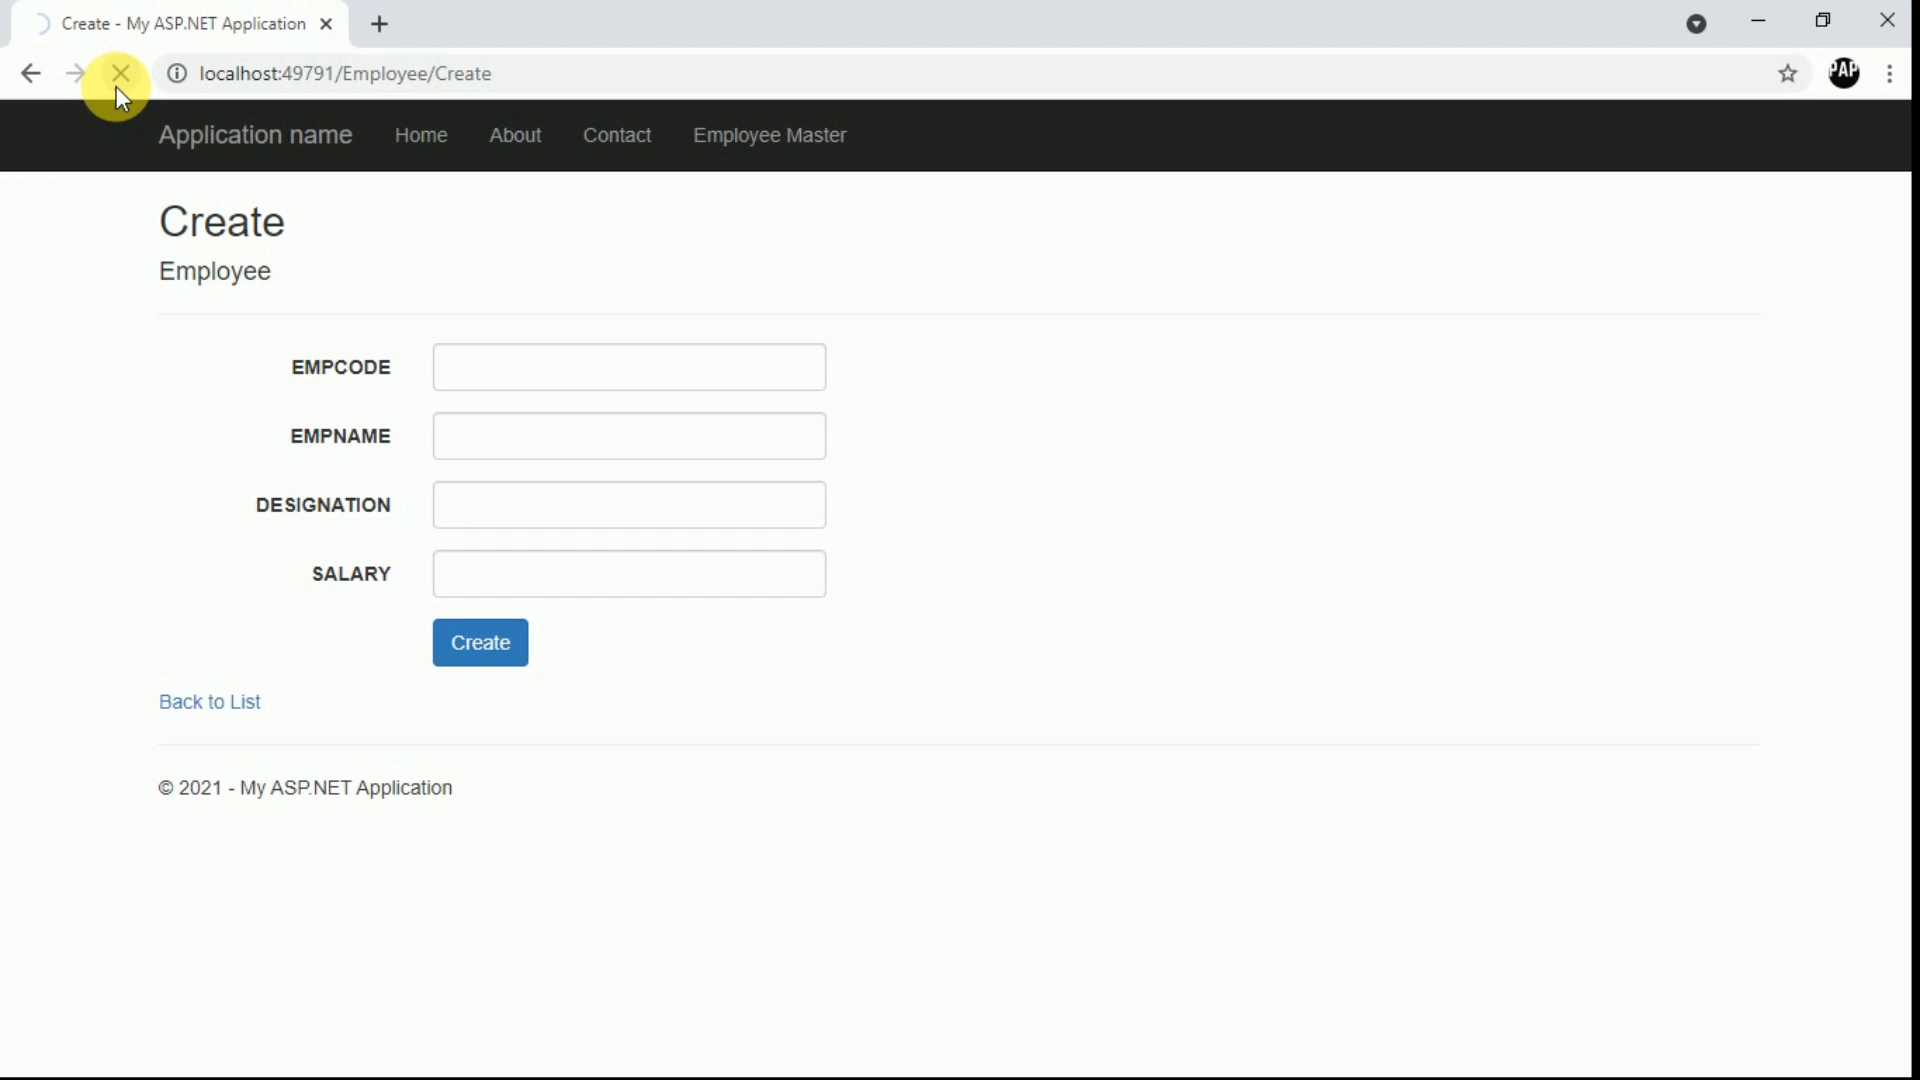 Create - My ASP.NET Application
localhost:49791/Employee/Create
PAP
Application name Home About Contact Employee Master
Create
Employee
EMPCODE
EMPNAME
DESIGNATION
SALARY
Create
Back to List
© 2021 - My ASP.NET Application